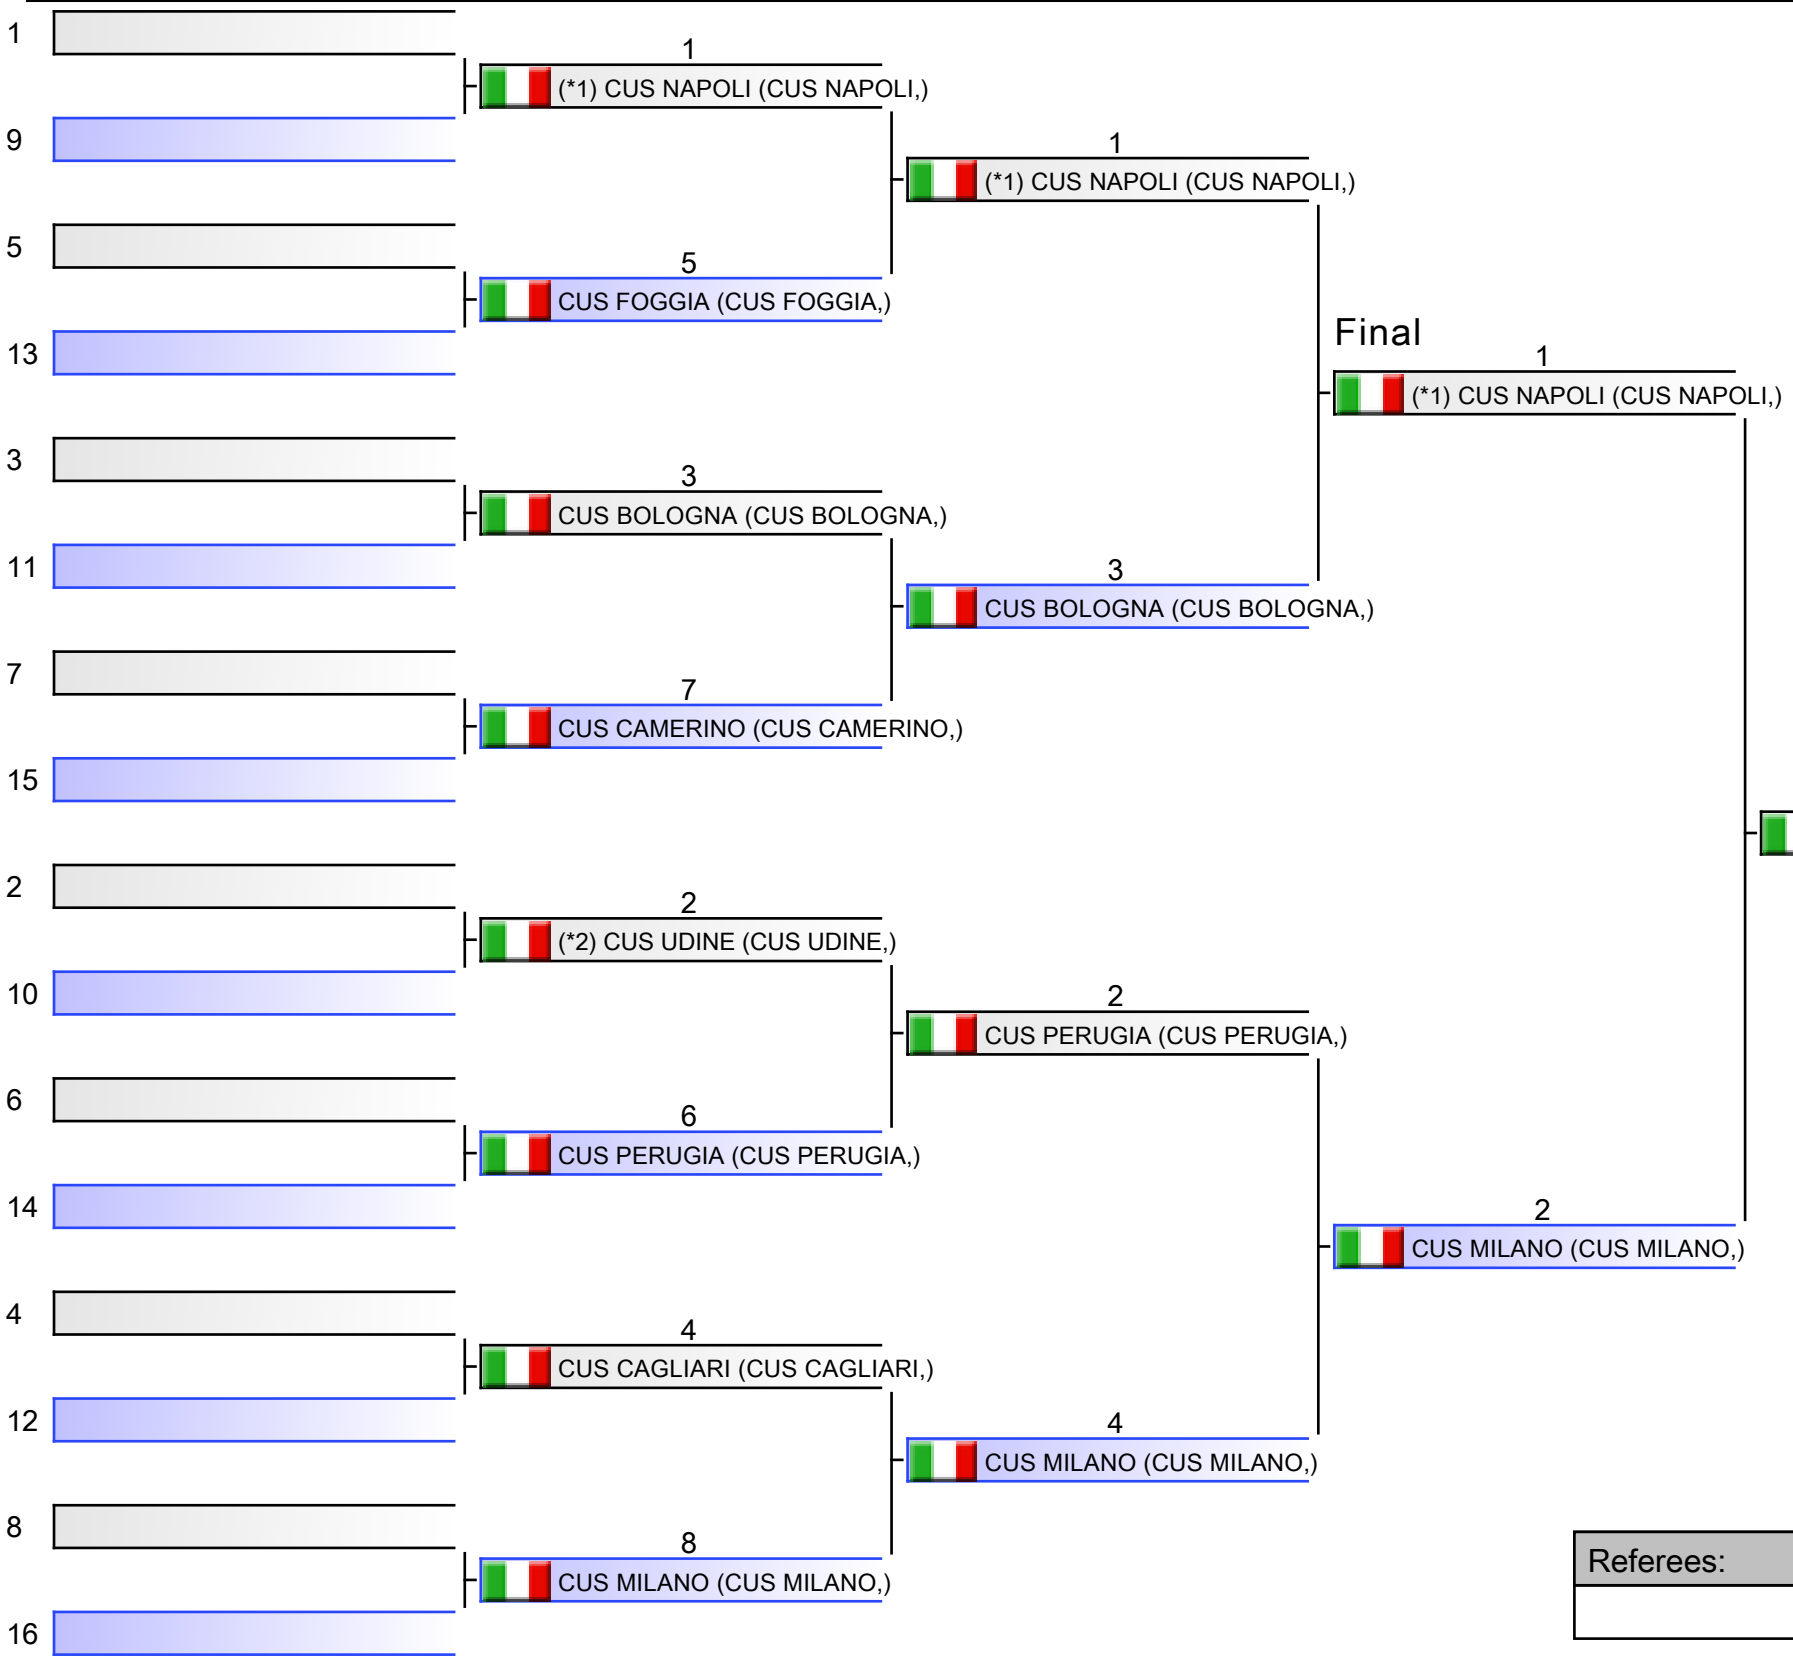 1
1
(*1) CUS NAPOLI (CUS NAPOLI,)
9
1
(*1) CUS NAPOLI (CUS NAPOLI,)
5
5
CUS FOGGIA (CUS FOGGIA,)
13
Final
1
(*1) CUS NAPOLI (CUS NAPOLI,)
3
3
CUS BOLOGNA (CUS BOLOGNA,)
11
3
CUS BOLOGNA (CUS BOLOGNA,)
7
7
CUS CAMERINO (CUS CAMERINO,)
15
2
2
(*2) CUS UDINE (CUS UDINE,)
10
2
CUS PERUGIA (CUS PERUGIA,)
6
6
CUS PERUGIA (CUS PERUGIA,)
14
2
CUS MILANO (CUS MILANO,)
4
4
CUS CAGLIARI (CUS CAGLIARI,)
12
4
CUS MILANO (CUS MILANO,)
8
8
CUS MILANO (CUS MILANO,)
Referees:
16